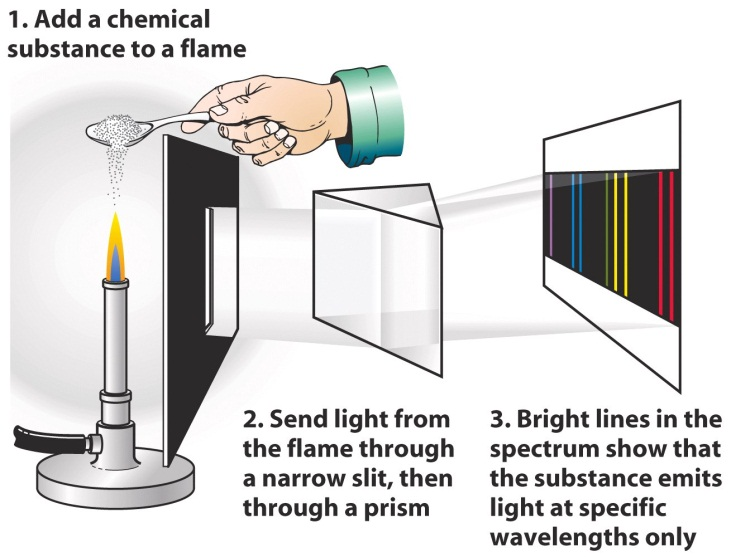 1. Add a chemical
substance to a flame
2. Send light from
the flame through
a narrow slit, then
through a prism
3. Bright lines in the
spectrum show that
the substance emits
light at specific
wavelengths only